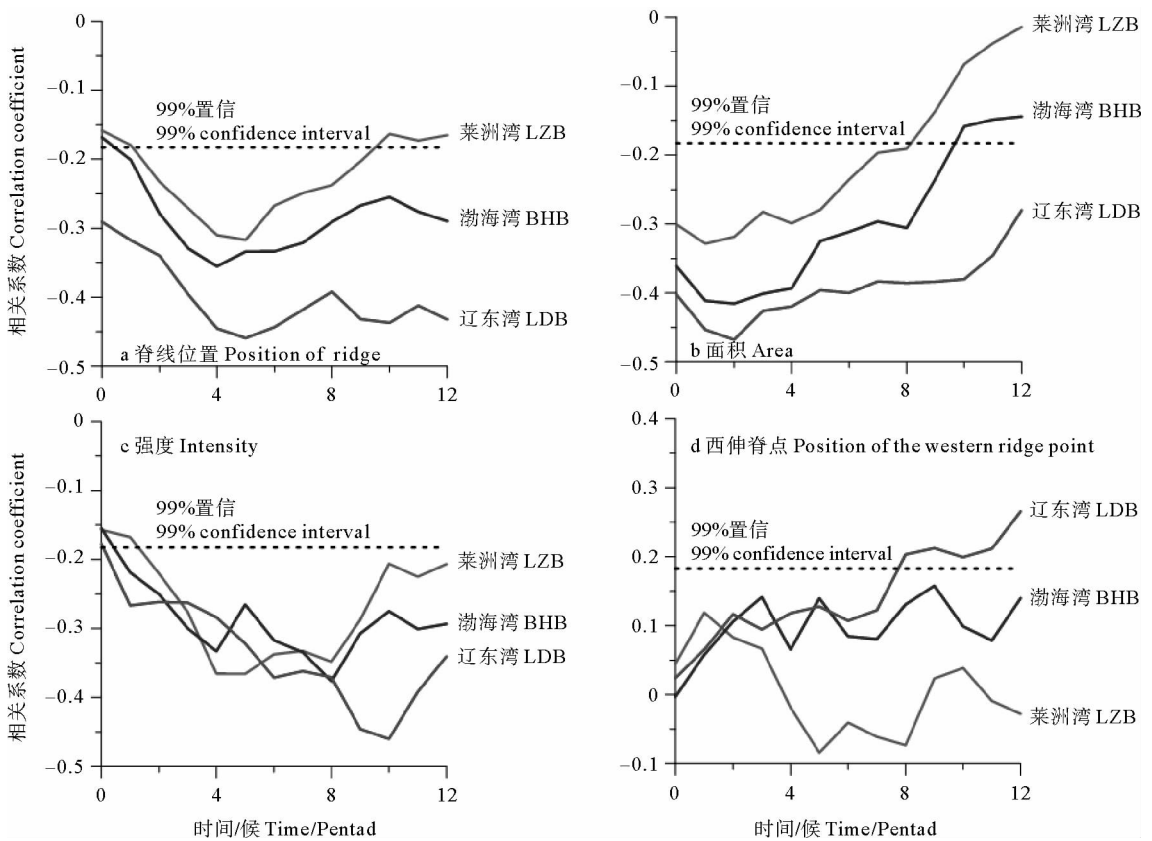 相关系数 Correlation coefficient
0
−0.1
−0.2
−0.3
−0.4
−0.5
99%置信
99% confidence interval
莱洲湾 LZB
渤海湾 BHB
辽东湾 LDB
a 脊线位置 Position of ridge
0
4
8
12
0
−0.1
−0.2
−0.3
−0.4
−0.5
99%置信
99% confidence interval
莱洲湾 LZB
渤海湾 BHB
辽东湾 LDB
b 面积 Area
0
4
8
12
相关系数 Correlation coefficient
0
−0.1
−0.2
−0.3
−0.4
−0.5
c 强度 Intensity
99%置信
99% confidence interval
莱洲湾 LZB
渤海湾 BHB
辽东湾 LDB
0
4
8
12
时间/候 Time/Pentad
0.4
0.3
0.2
0.1
0
−0.1
d 西伸脊点 Position of the western ridge point
99%置信
99% confidence interval
辽东湾 LDB
渤海湾 BHB
莱洲湾 LZB
0
4
8
12
时间/候 Time/Pentad